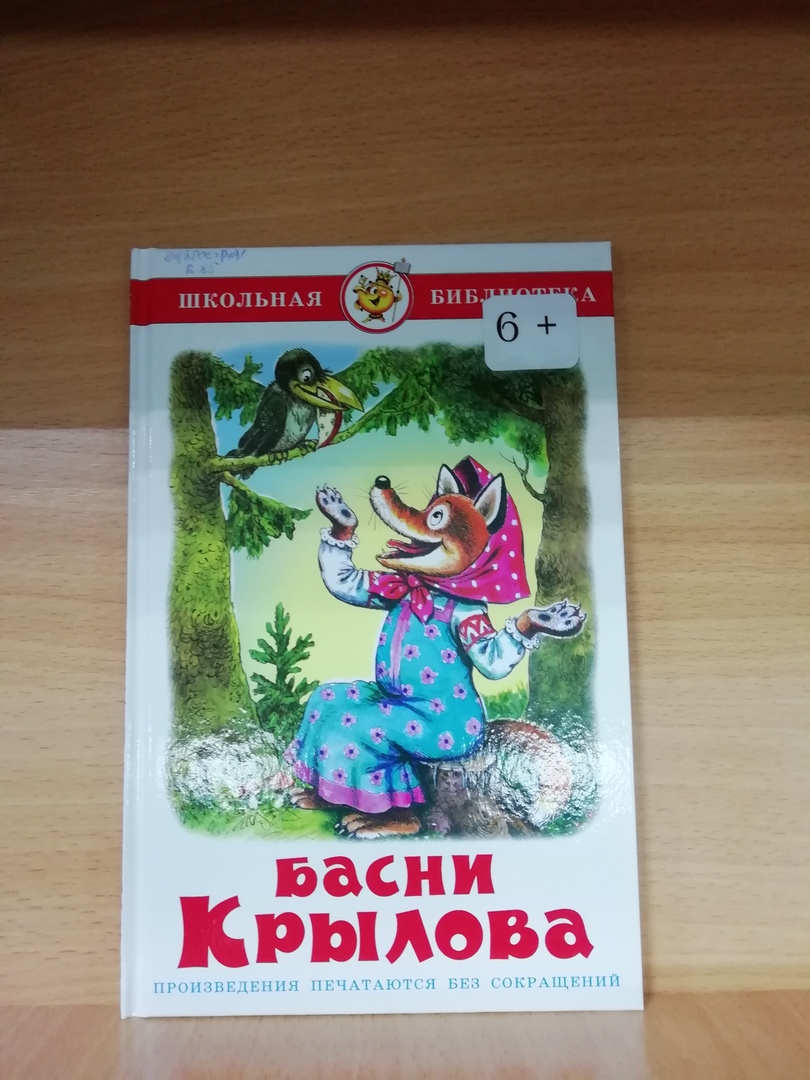 ШКОЛЬНАЯ БИБЛИОТЕКА
6 +
Басни
Крылова
ПРОИЗВЕДЕНИЯ ПЕЧАТАЮТСЯ БЕЗ СОКРАЩЕНИЙ